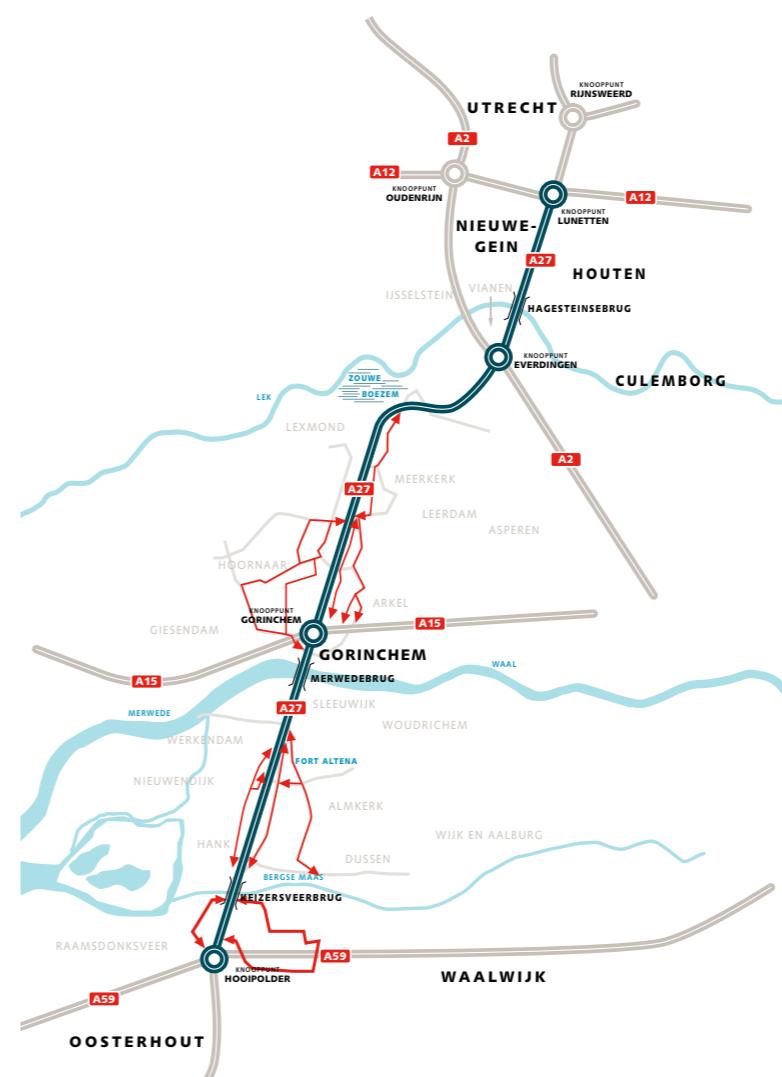 KNOOPPUNT
RIJNSWEERD
UTRECHT
A2
A12
KNOOPPUNT
OUDENRIJN
A12
KNOOPPUNT
LUNETTEN
NIEUWE-
GEIN
A27
HOUTEN
VIANEN
IJSSELSTEIN
HAGESTEINSEBRUG
KNOOPPUNT
EVERDINGEN
ZOUWE
BOEZEM
CULEMBORG
LEK
LEXMOND
A2
MEERKERK
A27
LEERDAM
ASPEREN
HOORNAAR
ARKEL
KNOOPPUNT
GORINCHEM
A15
GIESENDAM
GORINCHEM
WAAL
MERWEDEBRUG
A15
SLEEUWIJK
A27
MERWEDE
WOUDRICHEM
WERKENDAM
FORT ALTENA
NIEUWENDIJK
ALMKERK
WIJK EN AALBURG
HANK
DUSSEN
BERGSE MAAS
KEIZERSVEERBRUG
RAAMSDONKSVEER
A59
KNOOPPUNT
HOOIPOLDER
WAALWIJK
A59
OOSTERHOUT